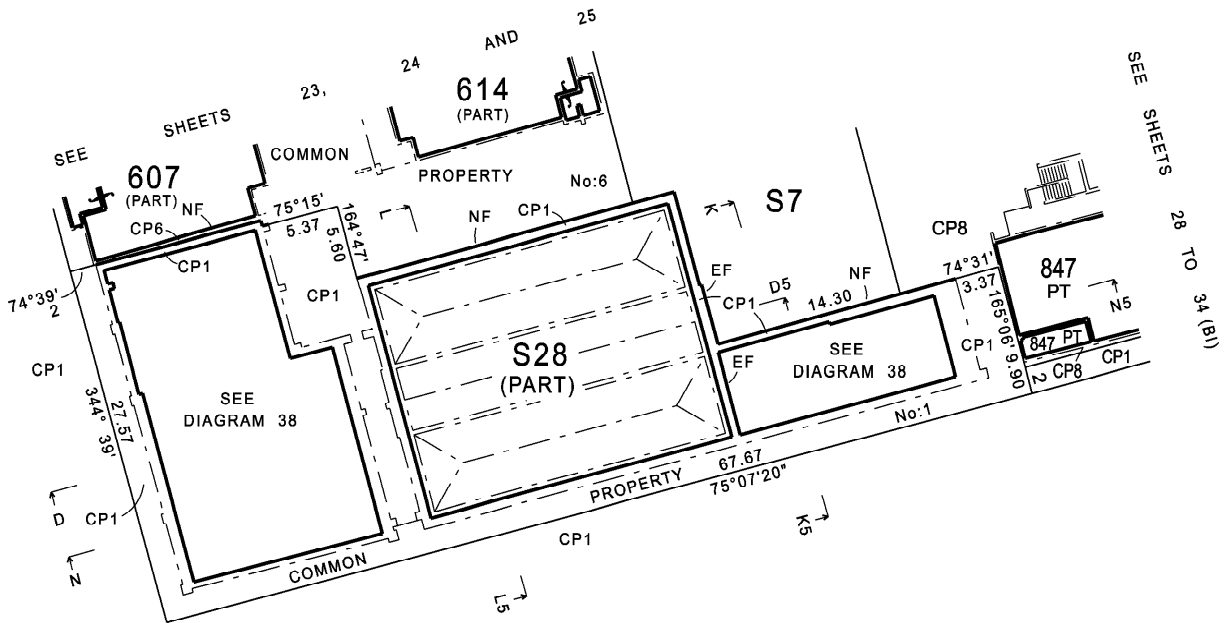 SEE SHEETS 23, 24 AND 25
SEE SHEETS 28 TO 34 (BI)
614
(PART)
607
(PART)
COMMON
PROPERTY
No:6
NF
CP6
CP1
75°15'
5.37
164°47'
5.60
L
NF
CP1
K
S7
CP8
74°31'
3.37
847
PT
N5
74°39'
2
CP1
EF
D5
CP1
14.30
NF
165°06'
9.90
2
847 PT
CP8
CP1
CP1
CP1
S28
(PART)
SEE
DIAGRAM 38
EF
SEE
DIAGRAM 38
27.57
344° 39'
No:1
67.67
75°07'20"
PROPERTY
COMMON
CP1
CP1
D
N
K5
L5